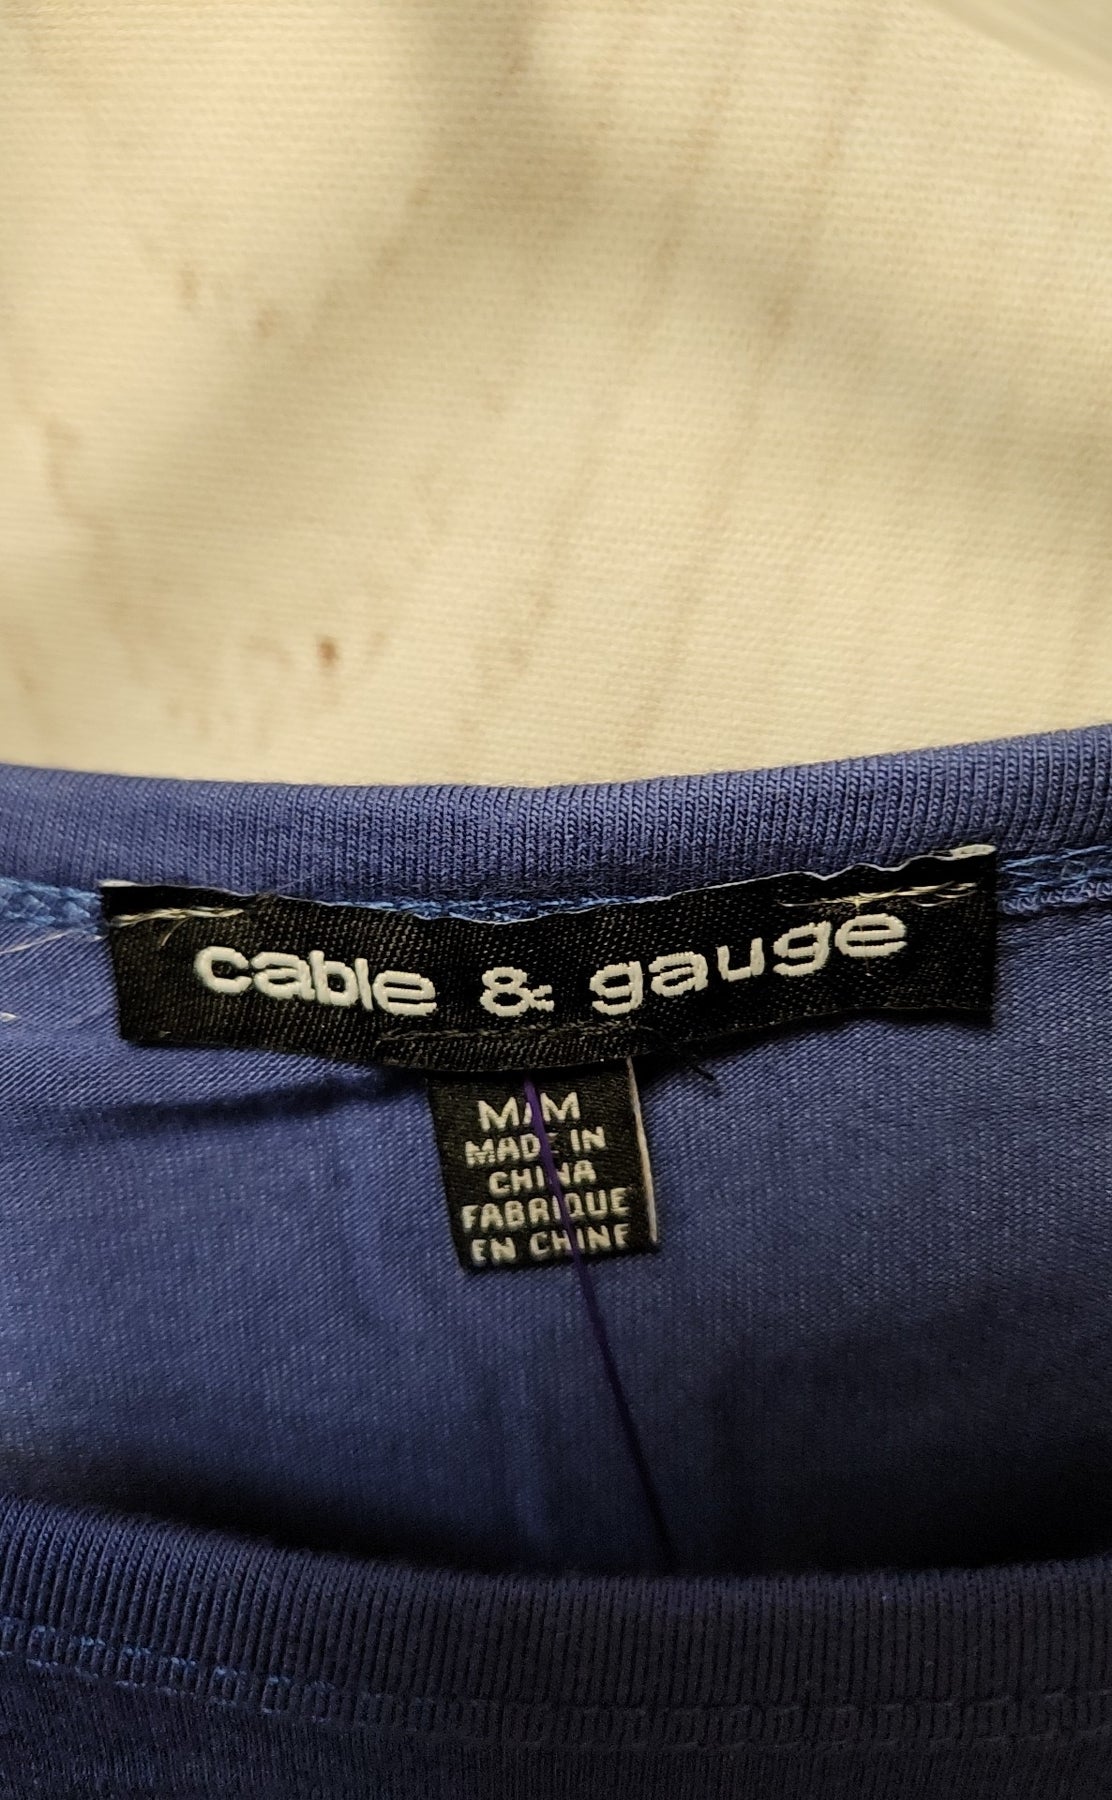 cable & gauge
M/M
MADE IN
CHINA
FABRIQUE
EN CHINE